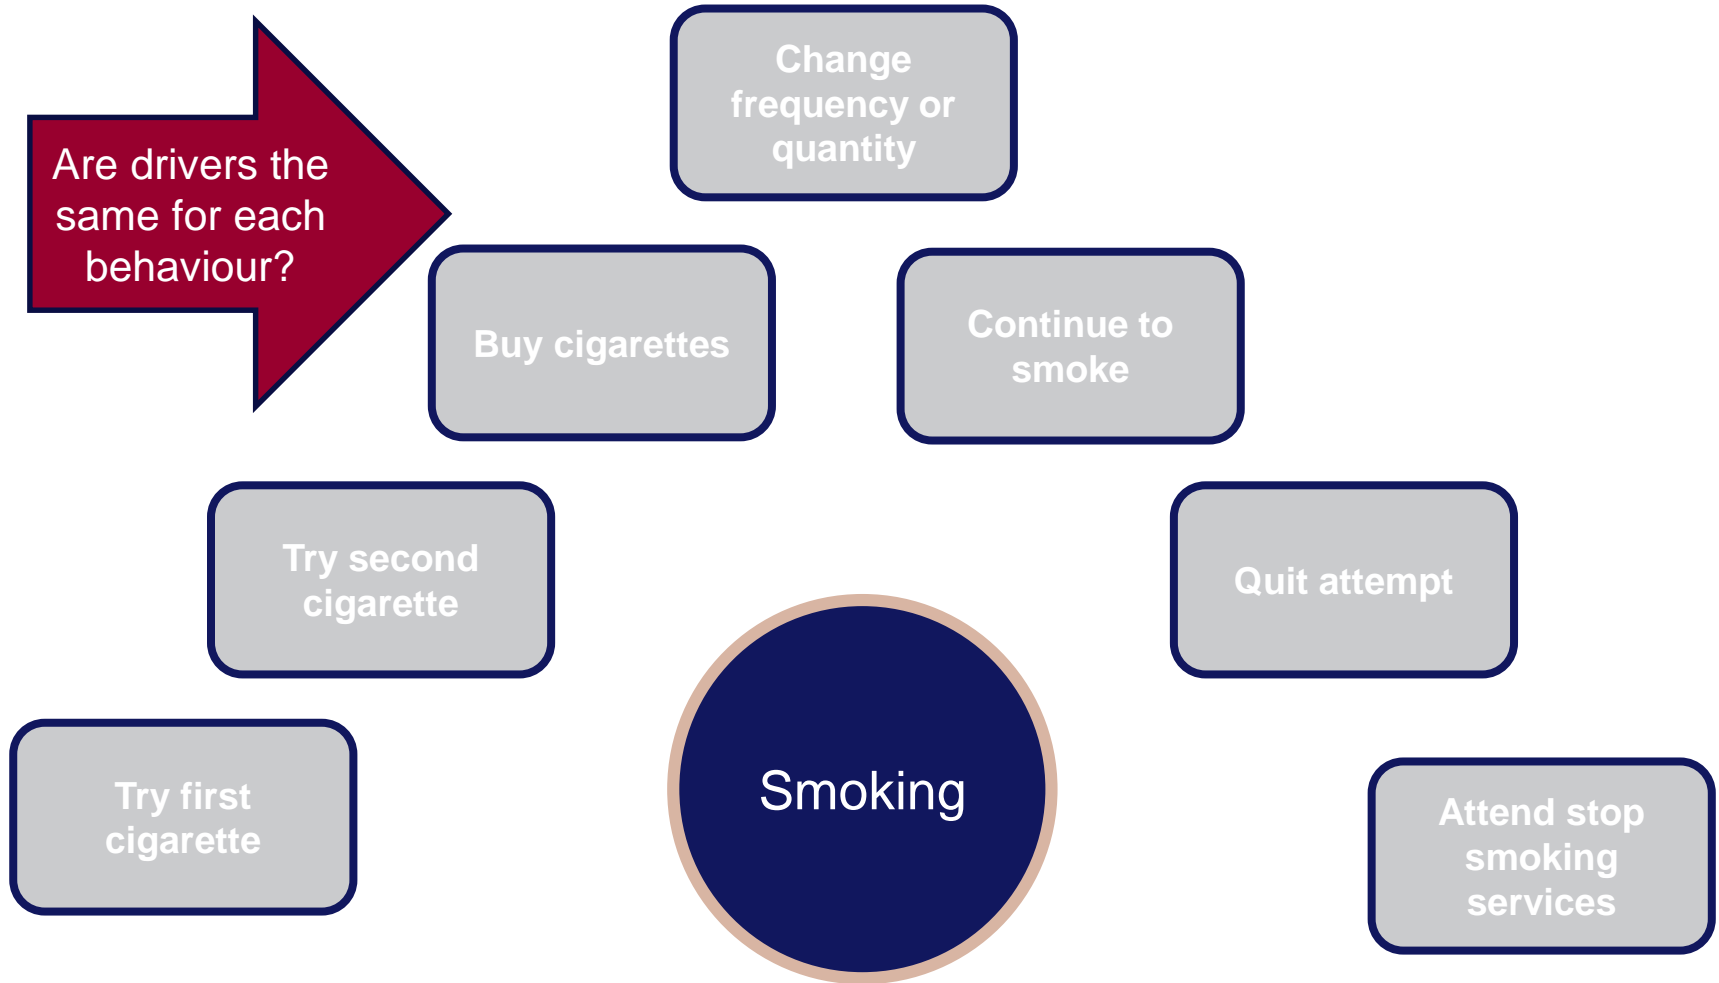 Are drivers the
same for each
behaviour?
Change
frequency or
quantity
Buy cigarettes
Continue to
smoke
Try second
cigarette
Quit attempt
Try first
cigarette
Smoking
Attend stop
smoking
services